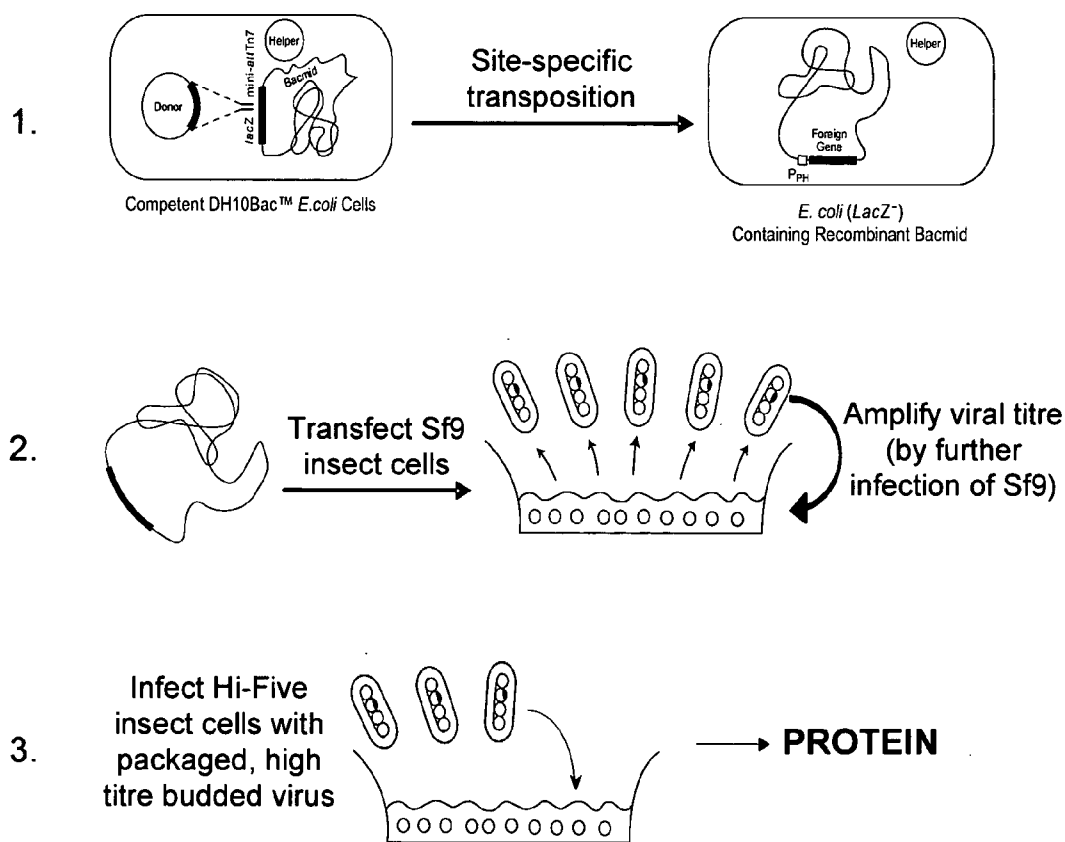 1.
Donor
lacZ
mini-attTn7
Helper
Bacmid
Competent DH10Bac™ E.coli Cells
Site-specific
transposition
Helper
Foreign
Gene
PPH
E. coli (LacZ⁻)
Containing Recombinant Bacmid
2.
Transfect Sf9
insect cells
Amplify viral titre
(by further
infection of Sf9)
3.
Infect Hi-Five
insect cells with
packaged, high
titre budded virus
PROTEIN